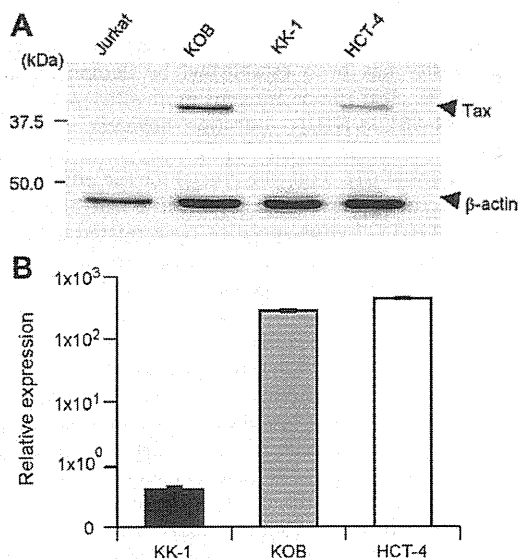 A
Jurkat
KOB
KK-1
HCT-4
(kDa)
37.5
Tax
50.0
β-actin
B
Relative expression
1x10³
1x10²
1x10¹
1x10⁰
0
KK-1
KOB
HCT-4